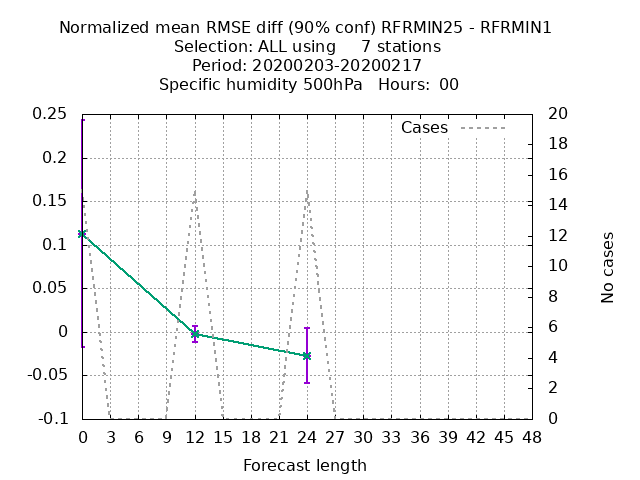 Normalized mean RMSE diff (90% conf) RFRMIN25 - RFRMIN1
Selection: ALL using     7 stations
Period: 20200203-20200217
Specific humidity 500hPa   Hours:  00
Cases
0.25
0.2
0.15
0.1
0.05
0
-0.05
-0.1
20
18
16
14
12
10
8
6
4
2
0
No cases
0 3 6 9 12 15 18 21 24 27 30 33 36 39 42 45 48
Forecast length